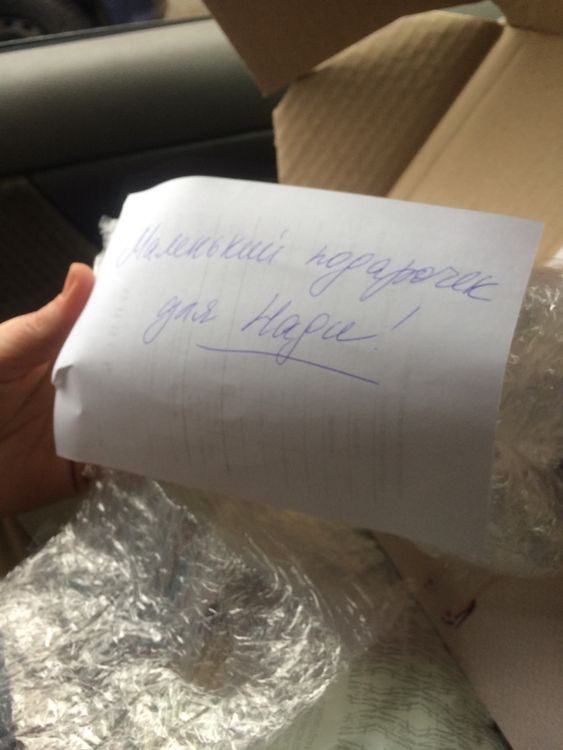 Маленький подарочек
для Нади!